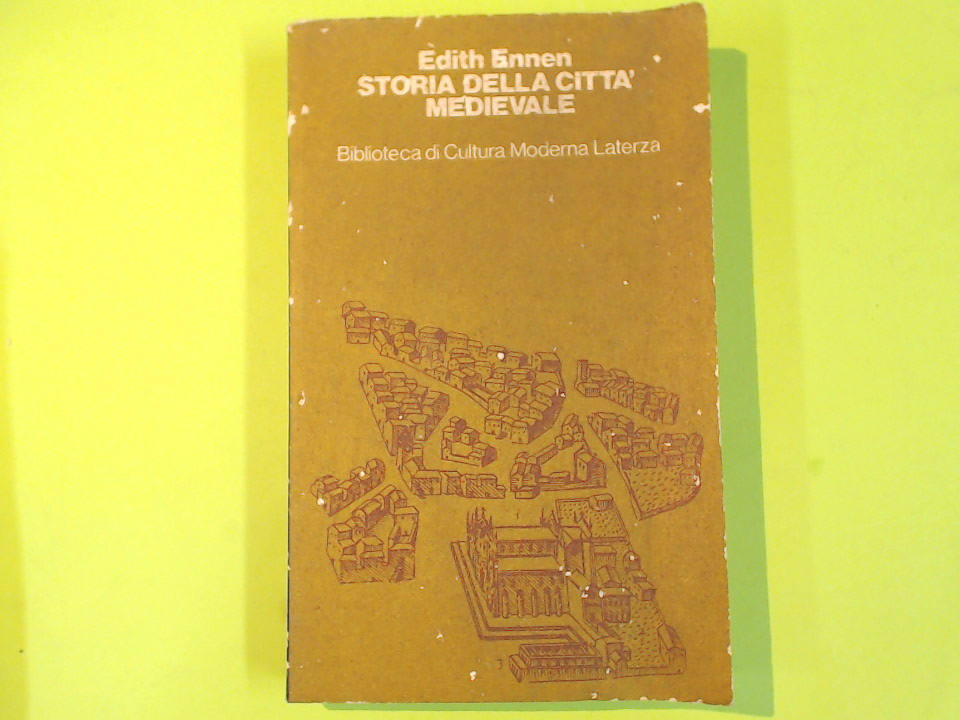 Edith Ennen
STORIA DELLA CITTA'
MEDIEVALE
Biblioteca di Cultura Moderna Laterza